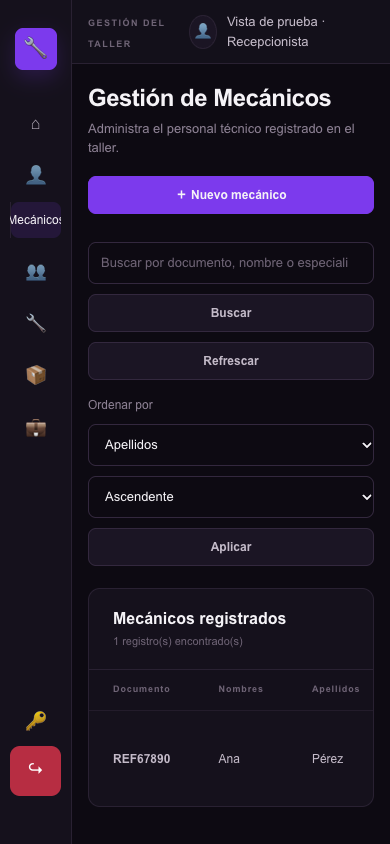 GESTIÓN DEL
TALLER
Vista de prueba ·
Recepcionista
Mecánicos
Gestión de Mecánicos
Administra el personal técnico registrado en el
taller.
+ Nuevo mecánico
Buscar por documento, nombre o especiali
Buscar
Refrescar
Ordenar por
Apellidos
Ascendente
Aplicar
Mecánicos registrados
1 registro(s) encontrado(s)
Documento Nombres Apellidos
REF67890 Ana Pérez